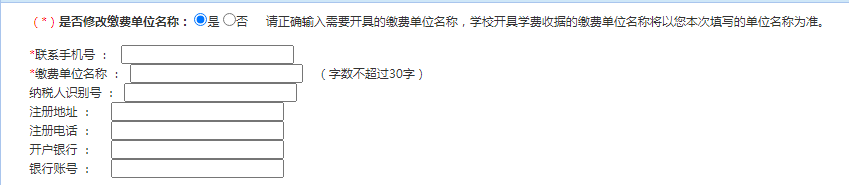 （*）是否修改缴费单位名称：是否 请正确输入需要开具的缴费单位名称，学校开具学费收据的缴费单位名称将以您本次填写的单位名称为准。
*联系手机号 ：
*缴费单位名称 ： （字数不超过30字）
纳税人识别号 ：
注册地址 ：
注册电话 ：
开户银行 ：
银行账号 ：